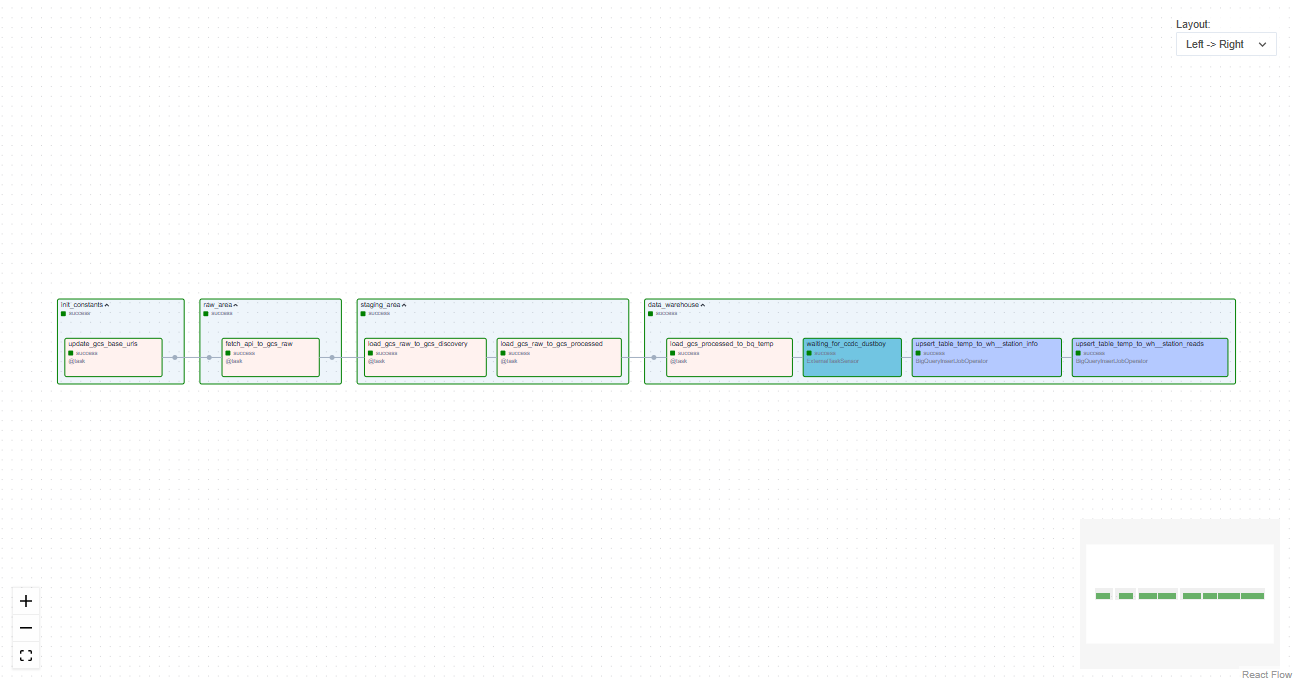 Layout:
Left -> Right
init_constants
success
update_gcs_base_urls
success
@task
raw_area
success
fetch_api_to_gcs_raw
success
@task
staging_area
success
load_gcs_raw_to_gcs_discovery
success
@task
load_gcs_raw_to_gcs_processed
success
@task
data_warehouse
success
load_gcs_processed_to_bq_temp
success
@task
waiting_for_ccdc_dustboy
success
ExternalTaskSensor
upsert_table_temp_to_wh__station_info
success
BigQueryInsertJobOperator
upsert_table_temp_to_wh__station_reads
success
BigQueryInsertJobOperator
React Flow